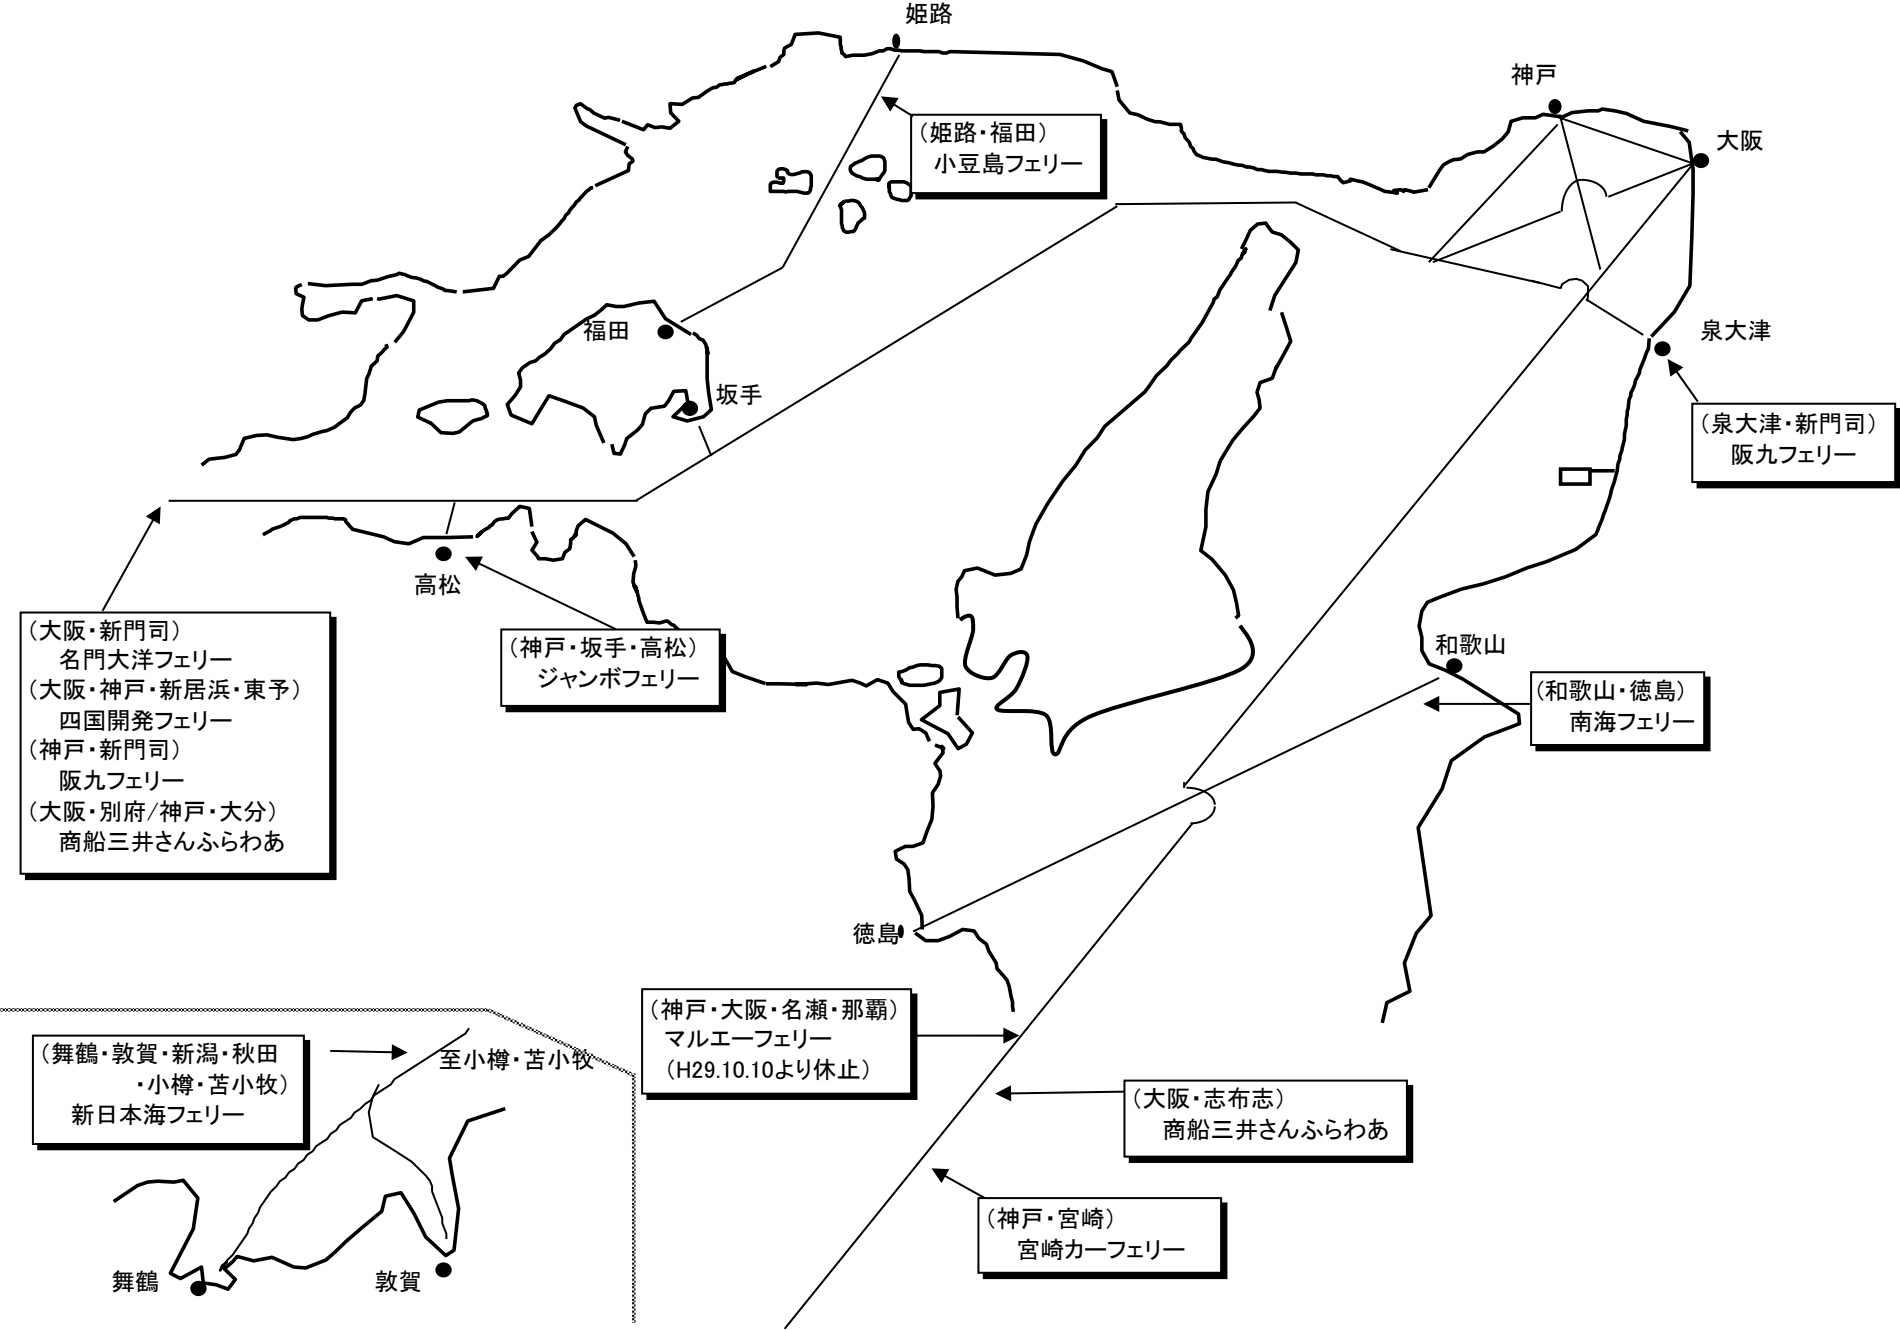 姫路
神戸
大阪
(姫路・福田)
小豆島フェリー
福田
坂手
泉大津
(泉大津・新門司)
阪九フェリー
高松
(大阪・新門司)
名門大洋フェリー
(大阪・神戸・新居浜・東予)
四国開発フェリー
(神戸・新門司)
阪九フェリー
(大阪・別府/神戸・大分)
商船三井さんふらわあ
(神戸・坂手・高松)
ジャンボフェリー
和歌山
(和歌山・徳島)
南海フェリー
徳島
(神戸・大阪・名瀬・那覇)
マルエーフェリー
(H29.10.10より休止)
(大阪・志布志)
商船三井さんふらわあ
(神戸・宮崎)
宮崎カーフェリー
(舞鶴・敦賀・新潟・秋田
・小樽・苫小牧)
新日本海フェリー
至小樽・苫小牧
舞鶴
敦賀